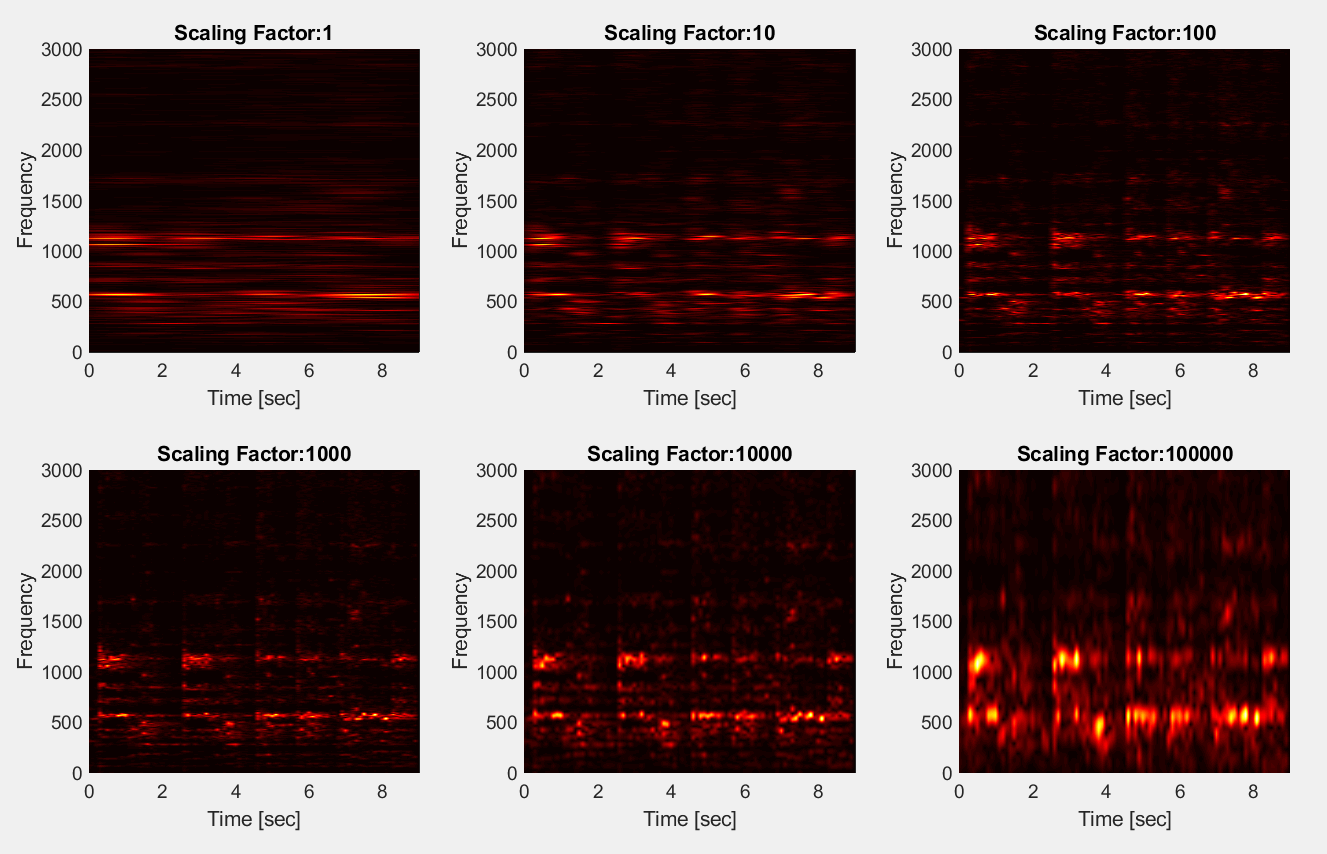 Scaling Factor:1
3000
2500
2000
1500
1000
500
0
Frequency
0 2 4 6 8
Time [sec]
Scaling Factor:10
3000
2500
2000
1500
1000
500
0
Frequency
0 2 4 6 8
Time [sec]
Scaling Factor:100
3000
2500
2000
1500
1000
500
0
Frequency
0 2 4 6 8
Time [sec]
Scaling Factor:1000
3000
2500
2000
1500
1000
500
0
Frequency
0 2 4 6 8
Time [sec]
Scaling Factor:10000
3000
2500
2000
1500
1000
500
0
Frequency
0 2 4 6 8
Time [sec]
Scaling Factor:100000
3000
2500
2000
1500
1000
500
0
Frequency
0 2 4 6 8
Time [sec]